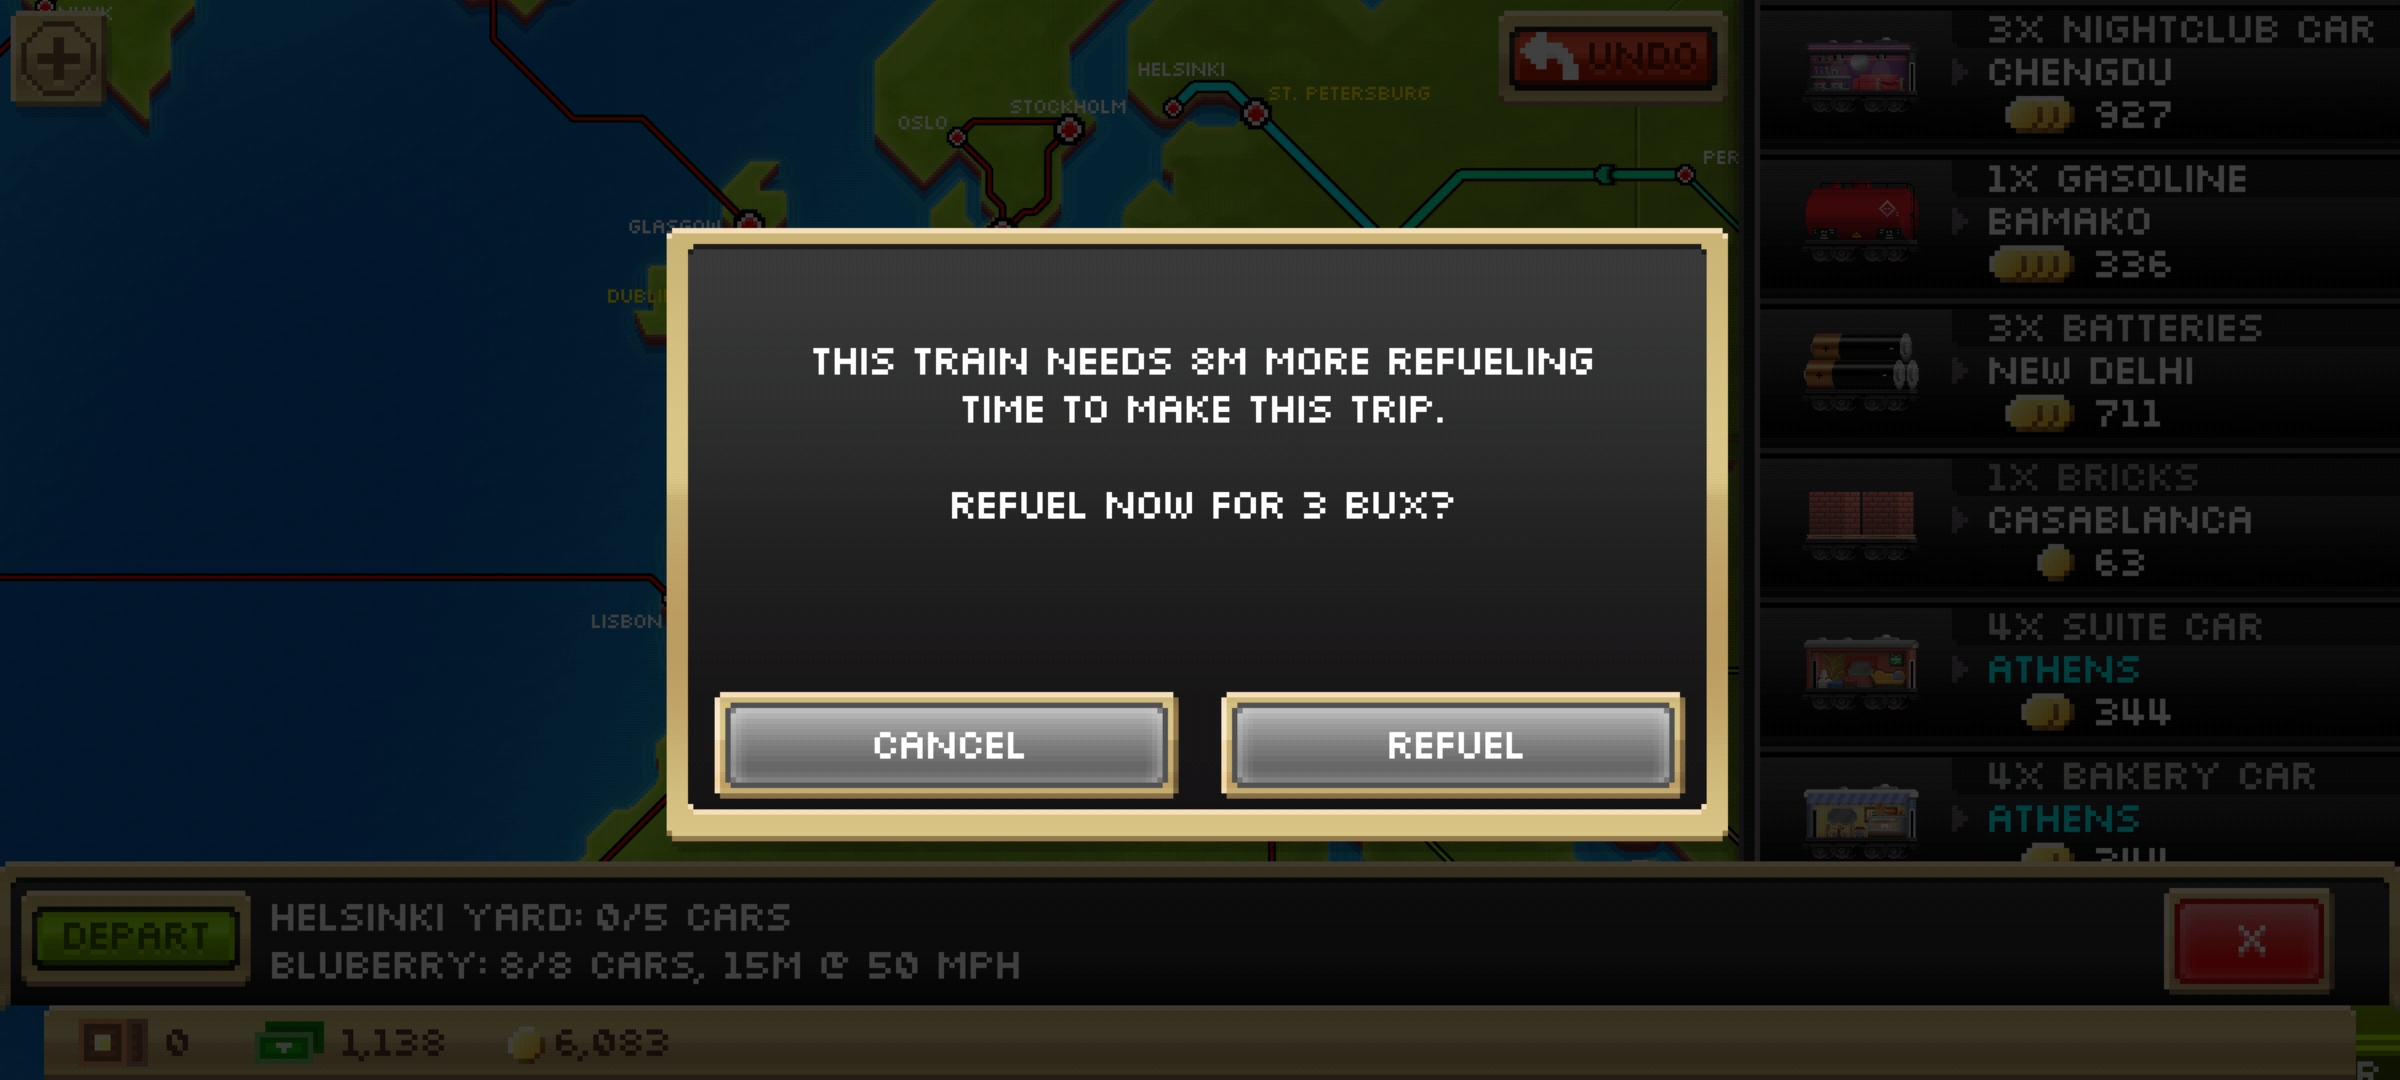 NUUK
HELSINKI
ST. PETERSBURG
STOCKHOLM
OSLO
PER
GLASGOW
LISBON
UNDO
3X NIGHTCLUB CAR
CHENGDU
927
1X GASOLINE
BAMAKO
336
3X BATTERIES
NEW DELHI
711
1X BRICKS
CASABLANCA
63
4X SUITE CAR
ATHENS
344
4X BAKERY CAR
ATHENS
344
THIS TRAIN NEEDS 8M MORE REFUELING
TIME TO MAKE THIS TRIP.
REFUEL NOW FOR 3 BUX?
CANCEL
REFUEL
DEPART
HELSINKI YARD: 0/5 CARS
BLUBERRY: 8/8 CARS, 15M @ 50 MPH
X
0
1,138
6,083